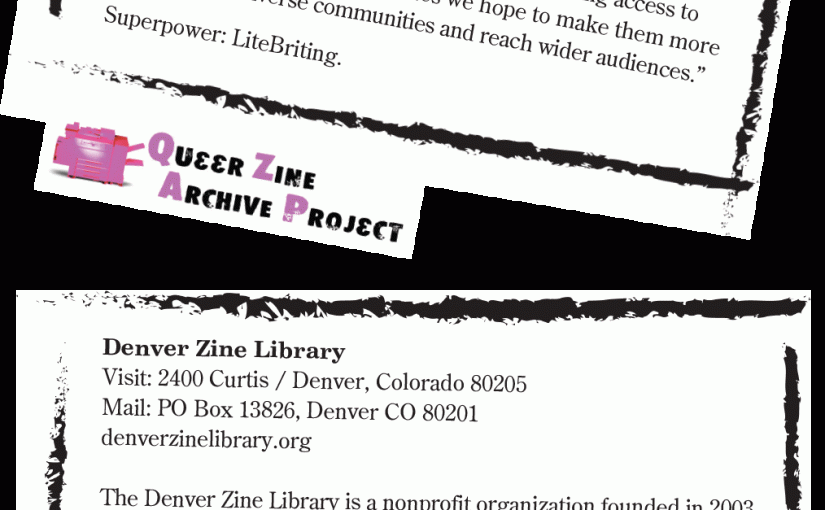 access to
communities we hope to make them more
Superpower: LiteBriting. and reach wider audiences.”
QUEER ZINE
ARCHIVE PROJECT
Denver Zine Library
Visit: 2400 Curtis / Denver, Colorado 80205
Mail: PO Box 13826, Denver CO 80201
denverzinelibrary.org
The Denver Zine Library is a nonprofit organization founded in 2003